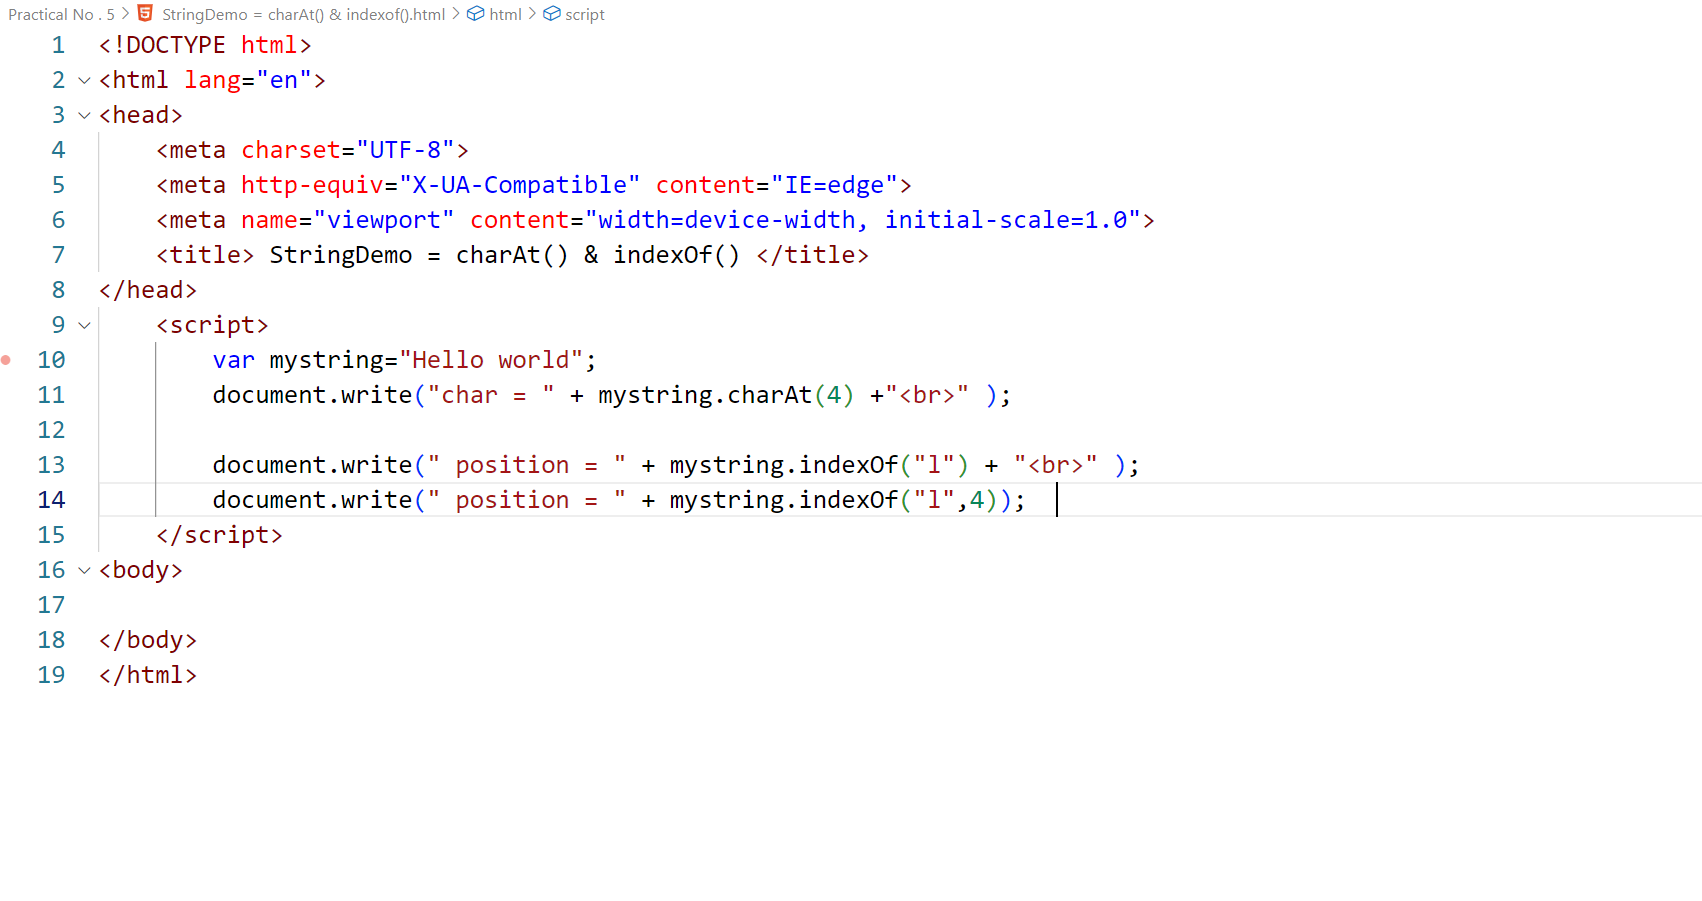 Practical No . 5 > StringDemo = charAt() & indexof().html > html > script
1 <!DOCTYPE html>
2 <html lang="en">
3 <head>
4     <meta charset="UTF-8">
5     <meta http-equiv="X-UA-Compatible" content="IE=edge">
6     <meta name="viewport" content="width=device-width, initial-scale=1.0">
7     <title> StringDemo = charAt() & indexOf() </title>
8 </head>
9     <script>
10         var mystring="Hello world";
11         document.write("char = " + mystring.charAt(4) +"<br>" );
12
13         document.write(" position = " + mystring.indexOf("l") + "<br>" );
14         document.write(" position = " + mystring.indexOf("l",4));
15     </script>
16 <body>
17
18 </body>
19 </html>